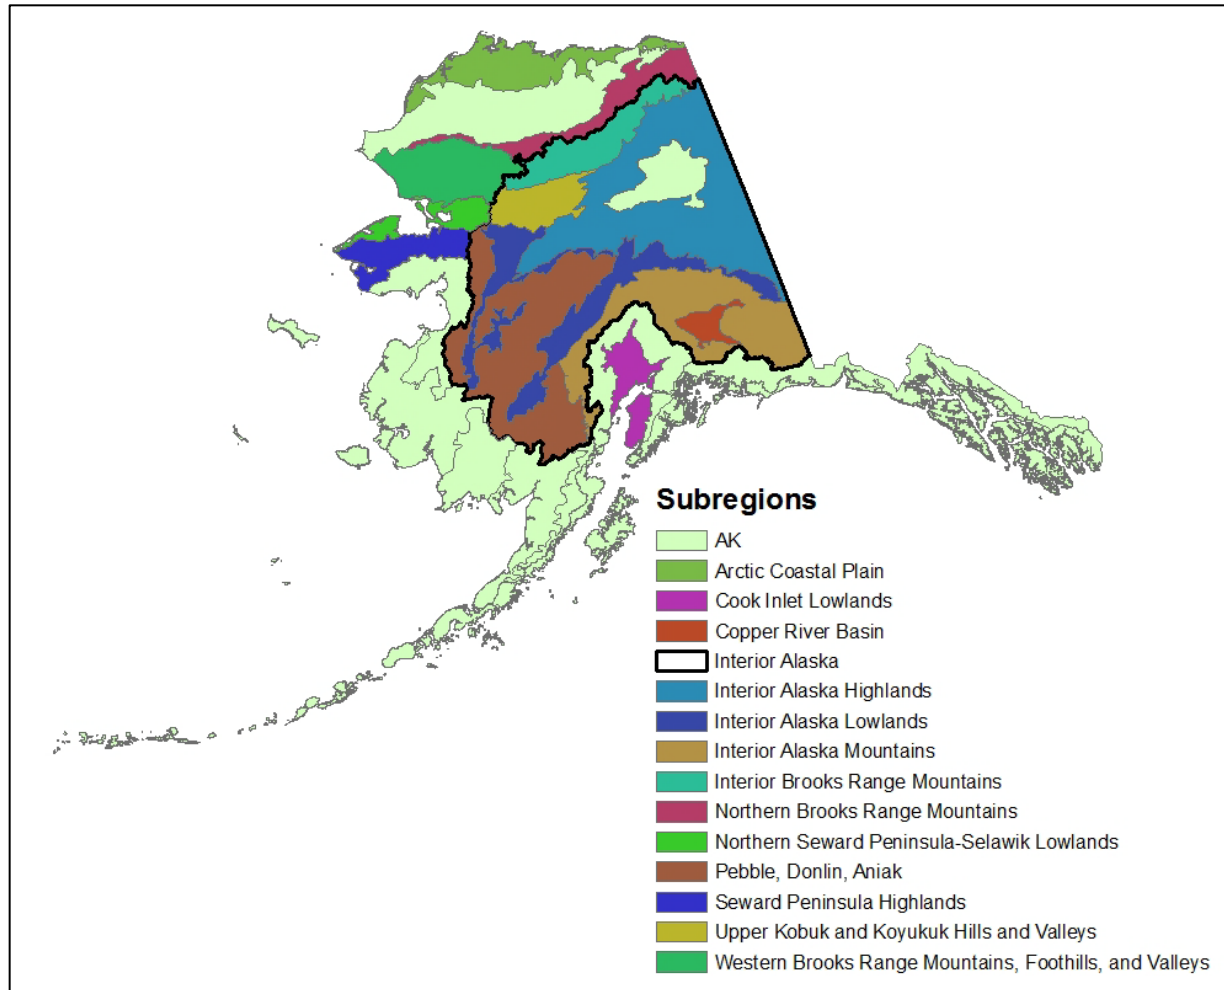 Subregions
AK
Arctic Coastal Plain
Cook Inlet Lowlands
Copper River Basin
Interior Alaska
Interior Alaska Highlands
Interior Alaska Lowlands
Interior Alaska Mountains
Interior Brooks Range Mountains
Northern Brooks Range Mountains
Northern Seward Peninsula-Selawik Lowlands
Pebble, Donlin, Aniak
Seward Peninsula Highlands
Upper Kobuk and Koyukuk Hills and Valleys
Western Brooks Range Mountains, Foothills, and Valleys